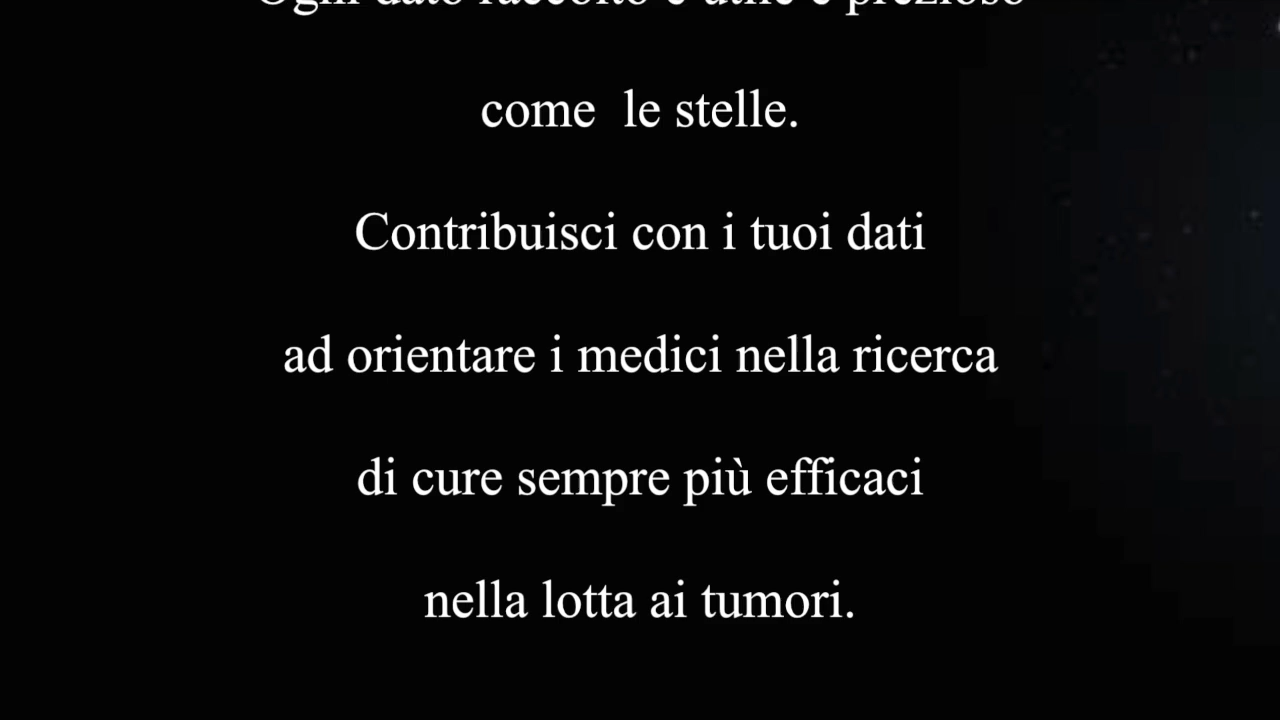 Ogni dato raccolto è utile e prezioso
come  le stelle.
Contribuisci con i tuoi dati
ad orientare i medici nella ricerca
di cure sempre più efficaci
nella lotta ai tumori.